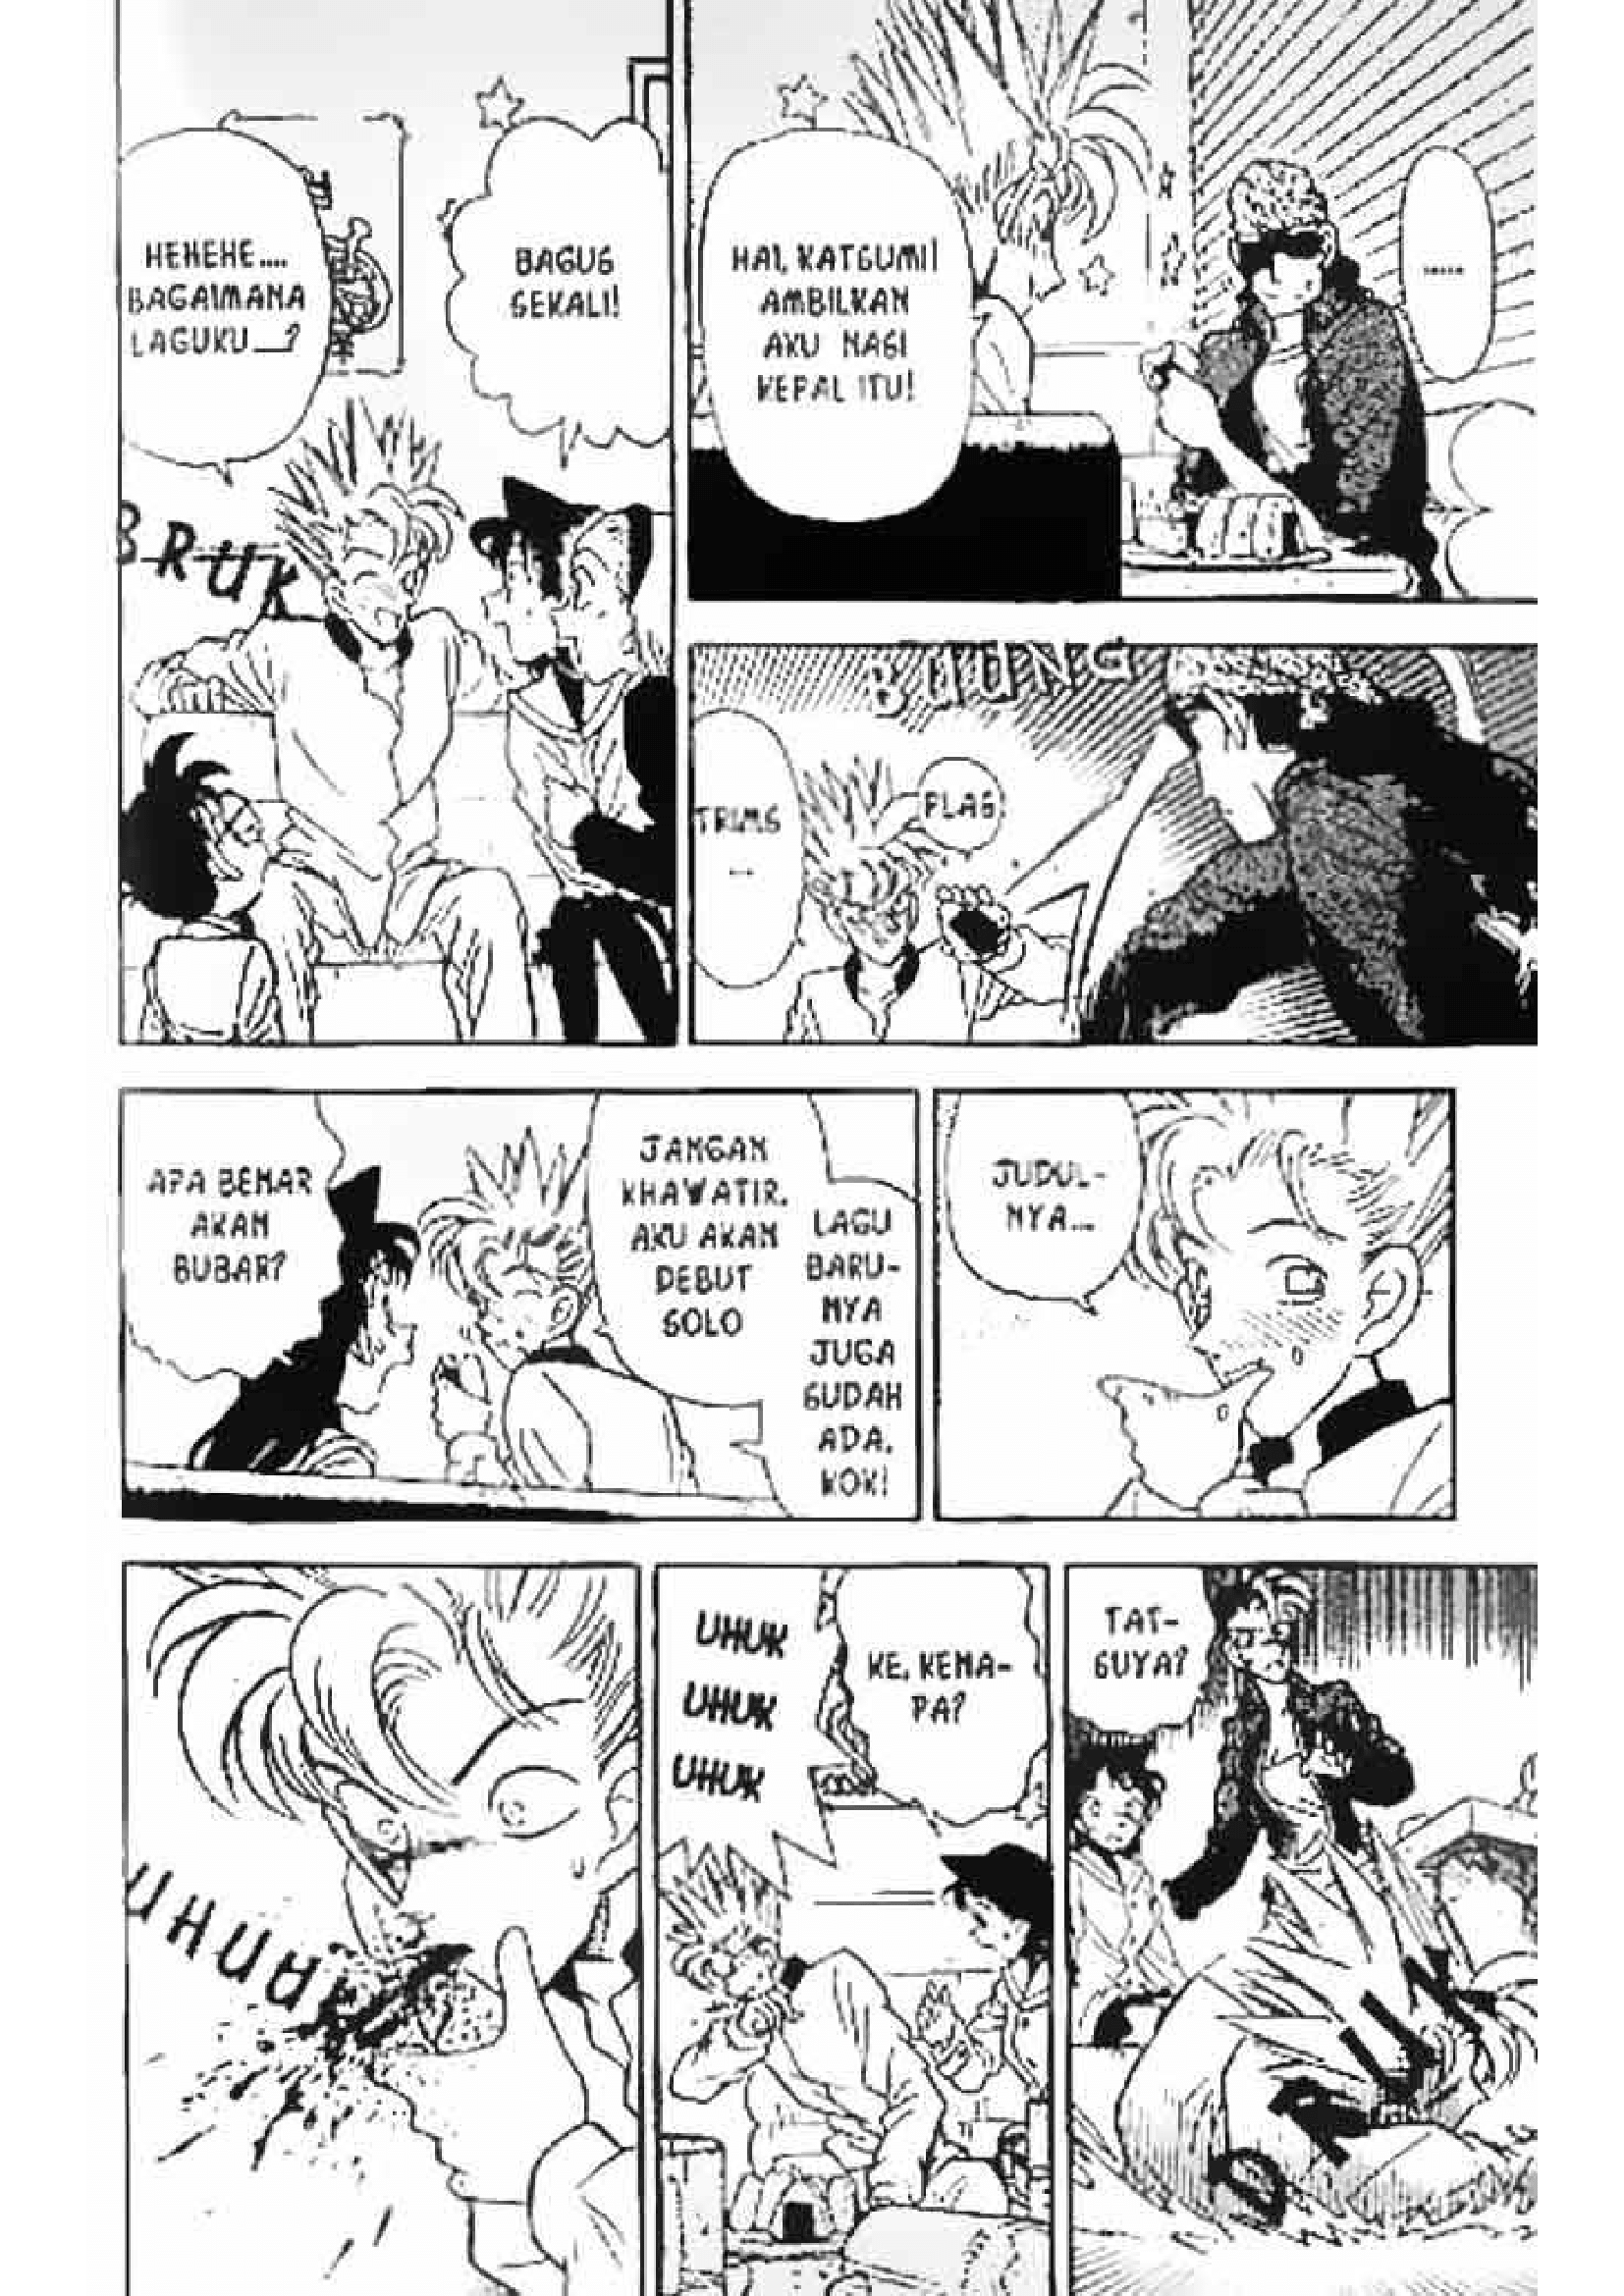 HEHEHE....
BAGAIMANA
LAGUKU...?
BAGUS
SEKALI!
BRUK
HAI, KATSUMI!
AMBILKAN
AKU NASI
KEPAL ITU!
......
BUUNG
PLAS
TRIMS
...
APA BENAR
AKAN
BUBAR?
JANGAN
KHAWATIR.
AKU AKAN
DEBUT
SOLO
LAGU
BARU-
NYA
JUGA
SUDAH
ADA,
KOK!
JUDUL-
NYA...
UHUK
UHUK
UHUK
KE, KENA-
PA?
TAT-
SUYA?